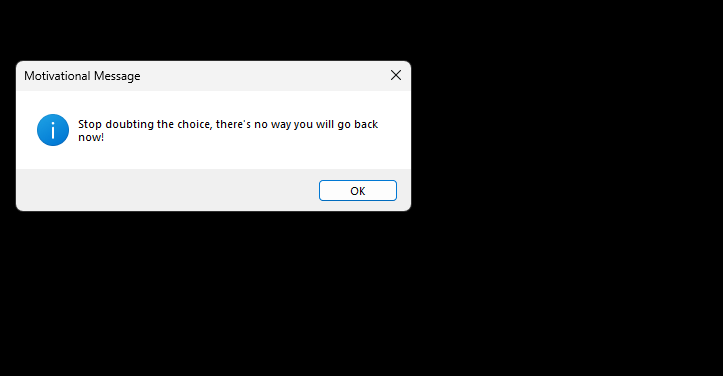 Motivational Message
Stop doubting the choice, there's no way you will go back
now!
OK